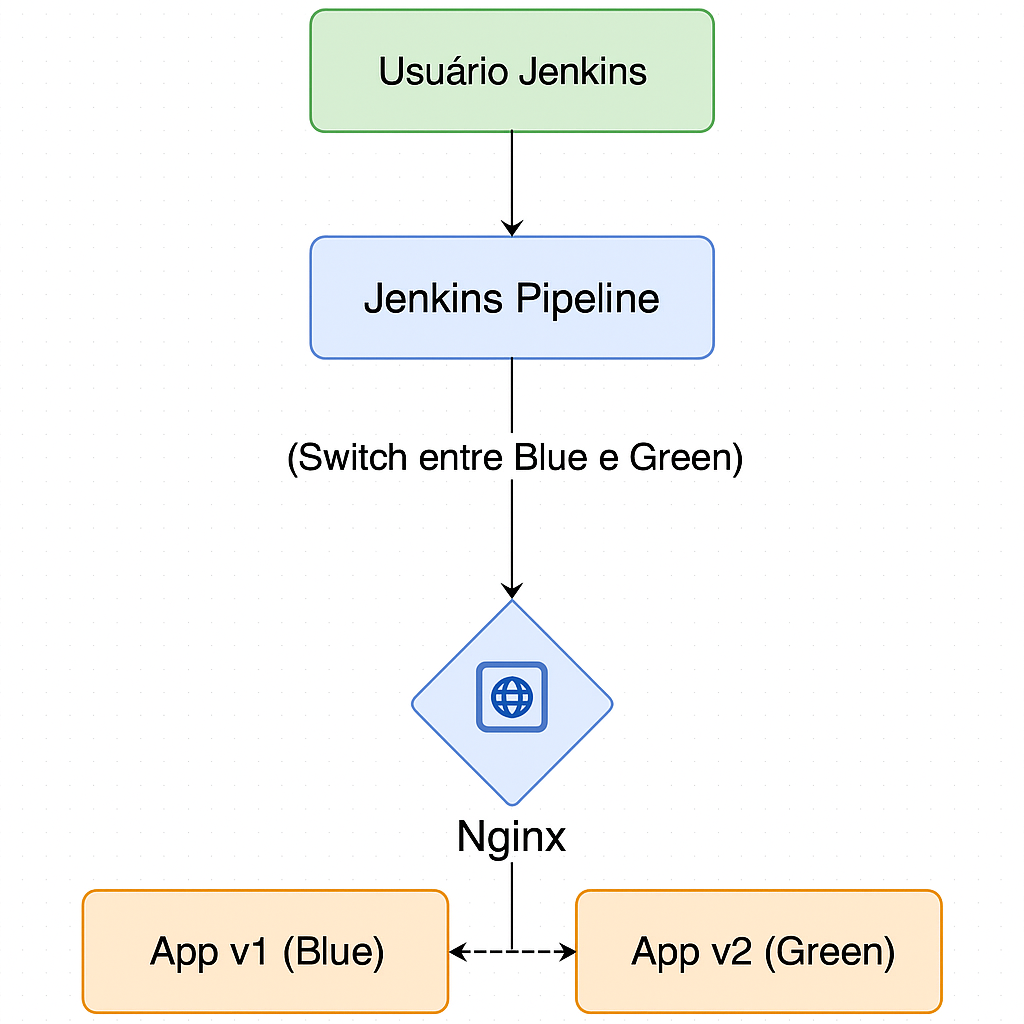 Usuário Jenkins
Jenkins Pipeline
(Switch entre Blue e Green)
Nginx
App v1 (Blue)
App v2 (Green)